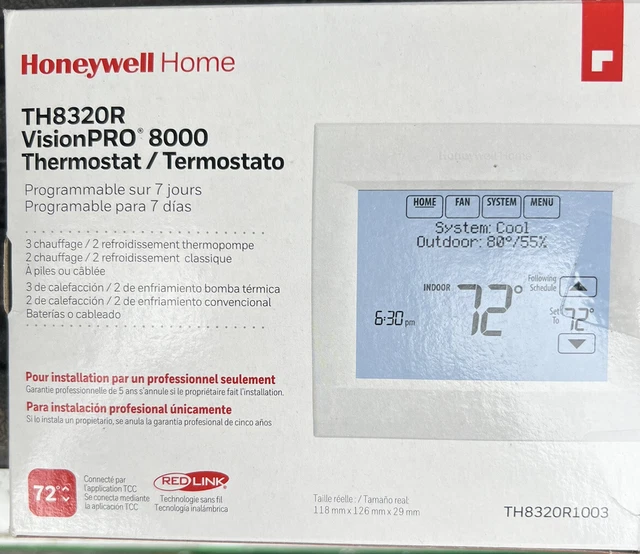 Honeywell Home
TH8320R
VisionPRO® 8000
Thermostat / Termostato
Programmable sur 7 jours
Programable para 7 días
3 chauffage / 2 refroidissement thermopompe
2 chauffage / 2 refroidissement classique
À piles ou câblée
3 de calefacción / 2 de enfriamiento bomba térmica
2 de calefacción / 2 de enfriamiento convencional
Baterías o cableado
Pour installation par un professionnel seulement
Garantie professionnelle de 5 ans s'annule si le propriétaire fait l'installation.
Para instalación profesional únicamente
Si lo instala un propietario, se anula la garantía profesional de cinco años
72°
Connecté par
l'application TCC
Se conecta mediante
la aplicación TCC
REDLINK®
Technologie sans fil
Tecnología inalámbrica
Honeywell Home
HOME FAN SYSTEM MENU
System: Cool
Outdoor: 80°/55%
INDOOR 72°
Following
Schedule
6:30 pm
Set
To 72°
Taille réelle : / Tamaño real:
118 mm x 126 mm x 29 mm
TH8320R1003